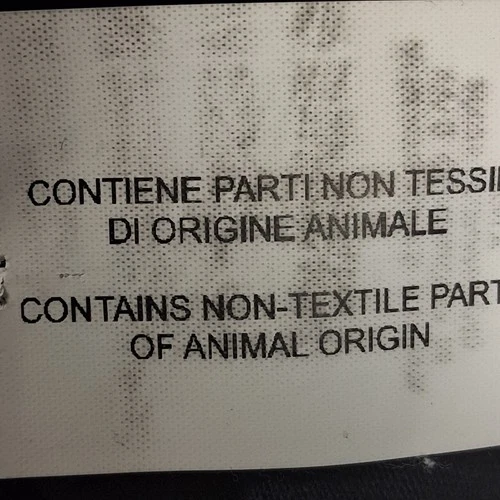 CONTIENE PARTI NON TESSI
DI ORIGINE ANIMALE
CONTAINS NON-TEXTILE PART
OF ANIMAL ORIGIN